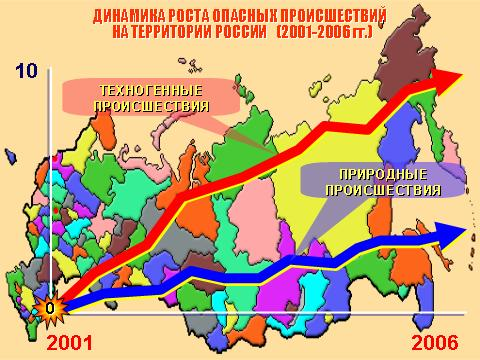 ДИНАМИКА РОСТА ОПАСНЫХ ПРОИСШЕСТВИЙ
НА ТЕРРИТОРИИ РОССИИ (2001-2006 гг.)
10
ТЕХНОГЕННЫЕ
ПРОИСШЕСТВИЯ
ПРИРОДНЫЕ
ПРОИСШЕСТВИЯ
0
2001
2006